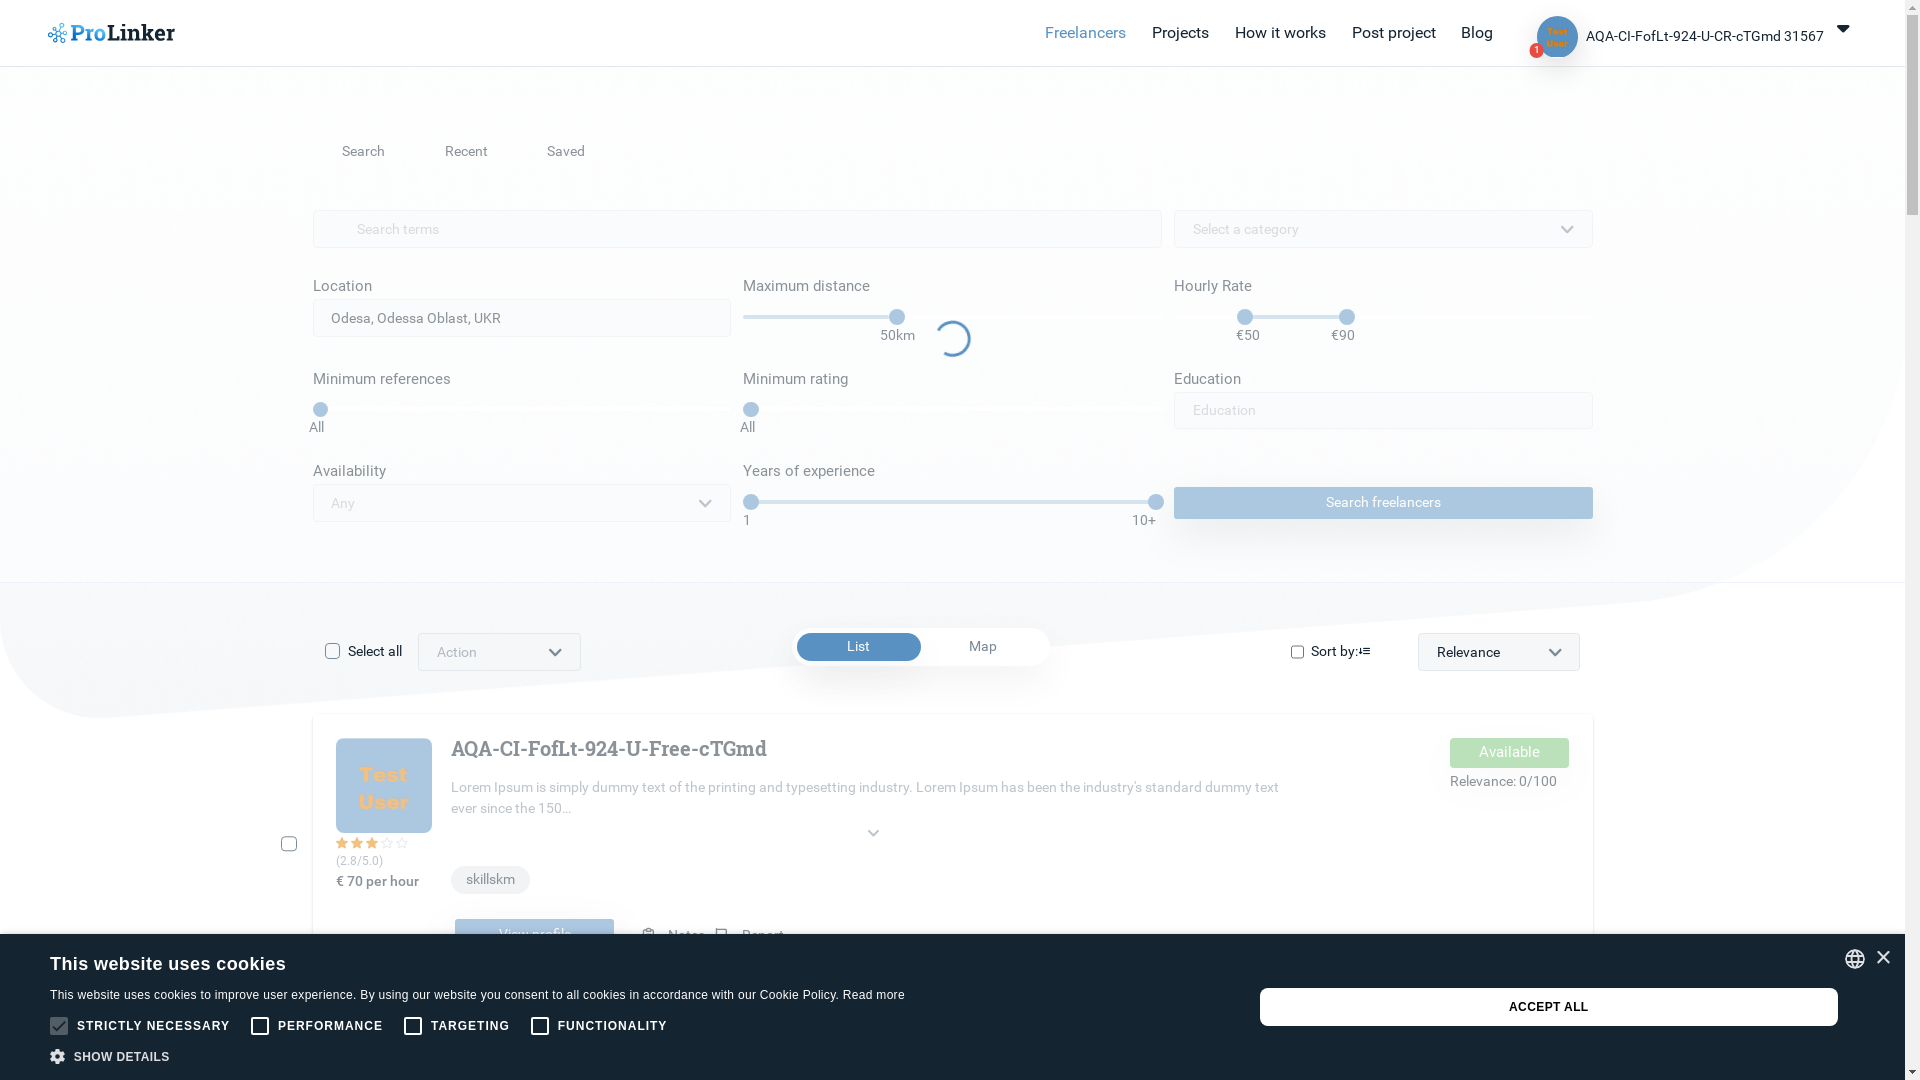 ProLinker
Freelancers Projects How it works Post project Blog
Test User
1
AQA-CI-FofLt-924-U-CR-cTGmd 31567
Search Recent Saved
Search terms
Select a category
Location Maximum distance Hourly Rate
Odesa, Odessa Oblast, UKR
50km €50 €90
Minimum references Minimum rating Education
Education
All All
Availability Years of experience
Any
Search freelancers
1 10+
Select all Action List Map Sort by: Relevance
AQA-CI-FofLt-924-U-Free-cTGmd
Available
Test
User
Relevance: 0/100
Lorem Ipsum is simply dummy text of the printing and typesetting industry. Lorem Ipsum has been the industry's standard dummy text
ever since the 150...
(2.8/5.0)
€ 70 per hour
skillskm
View profile Notes Report
This website uses cookies
This website uses cookies to improve user experience. By using our website you consent to all cookies in accordance with our Cookie Policy. Read more
STRICTLY NECESSARY PERFORMANCE TARGETING FUNCTIONALITY
SHOW DETAILS
ACCEPT ALL